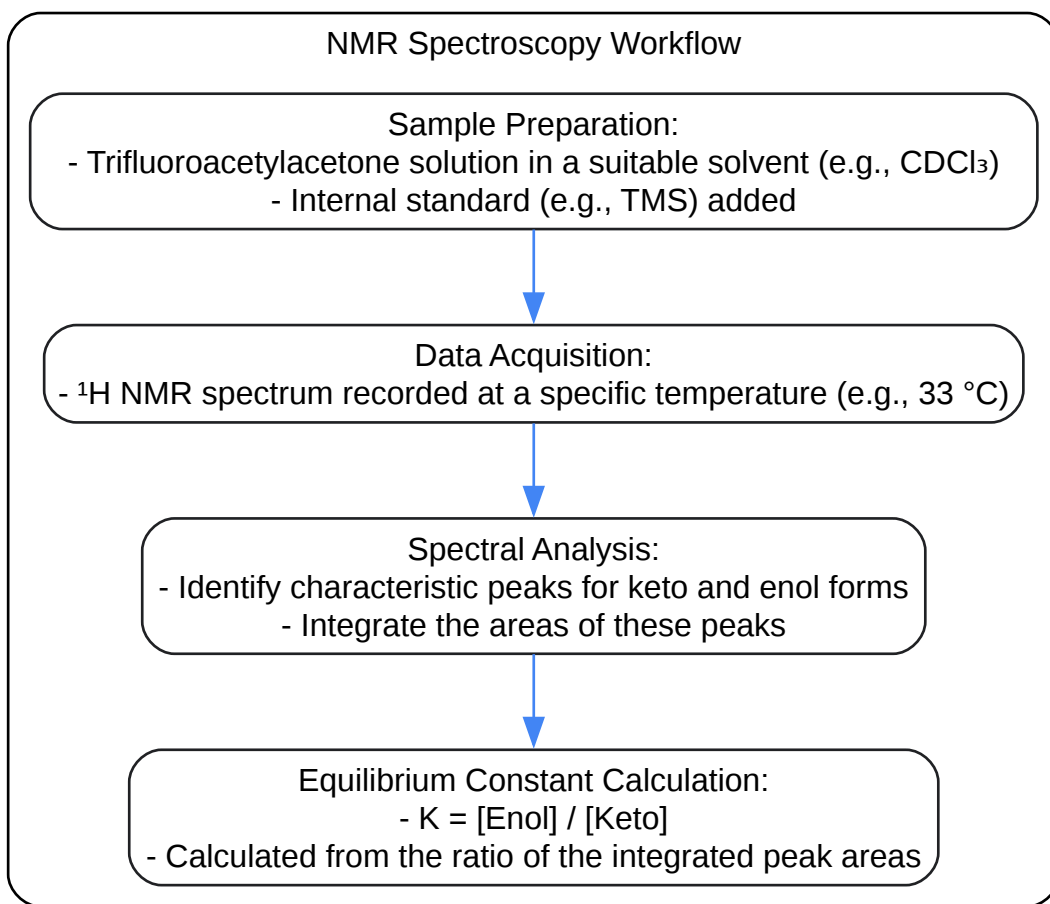 NMR Spectroscopy Workflow
Sample Preparation:
- Trifluoroacetylacetone solution in a suitable solvent (e.g., CDCl₃)
- Internal standard (e.g., TMS) added
Data Acquisition:
- ¹H NMR spectrum recorded at a specific temperature (e.g., 33 °C)
Spectral Analysis:
- Identify characteristic peaks for keto and enol forms
- Integrate the areas of these peaks
Equilibrium Constant Calculation:
- K = [Enol] / [Keto]
- Calculated from the ratio of the integrated peak areas